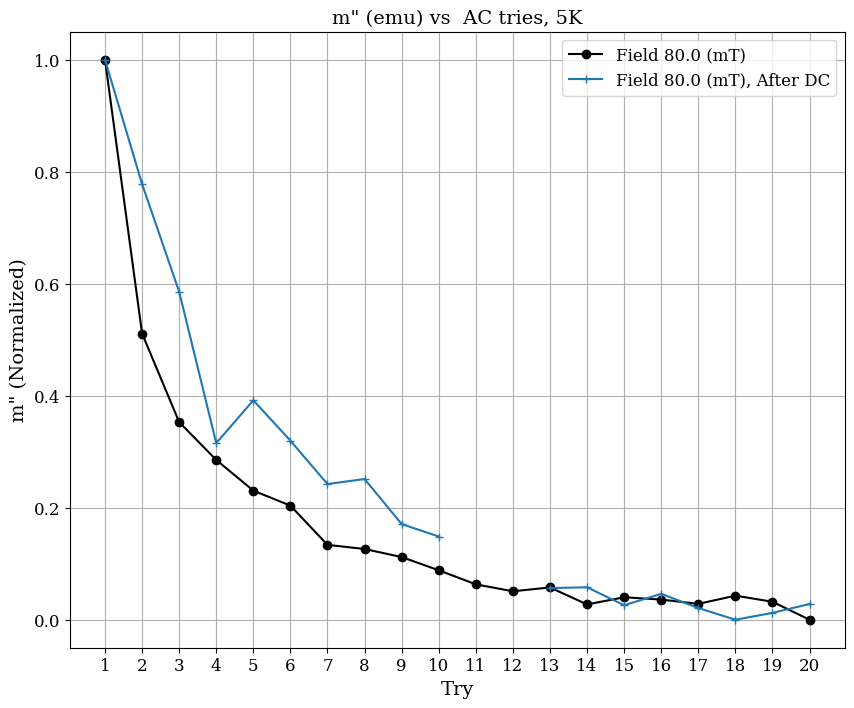 m" (emu) vs  AC tries, 5K
Field 80.0 (mT)
Field 80.0 (mT), After DC
m" (Normalized)
1.0
0.8
0.6
0.4
0.2
0.0
1 2 3 4 5 6 7 8 9 10 11 12 13 14 15 16 17 18 19 20
Try